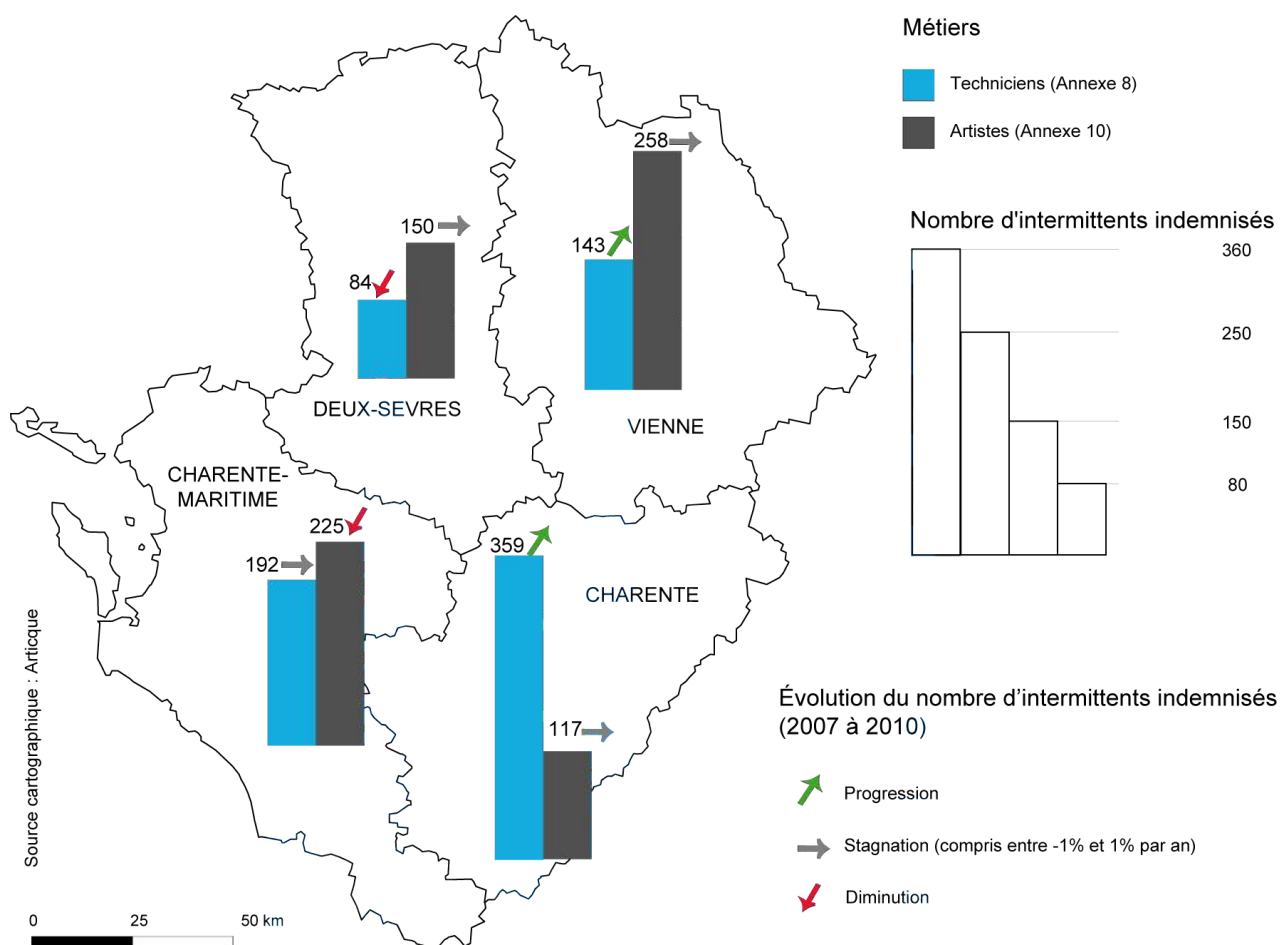 Métiers
Techniciens (Annexe 8)
Artistes (Annexe 10)
Nombre d'intermittents indemnisés
360
250
150
80
258
143
VIENNE
150
84
DEUX-SEVRES
CHARENTE-
MARITIME
225
192
359
CHARENTE
117
Évolution du nombre d’intermittents indemnisés
(2007 à 2010)
Progression
Stagnation (compris entre -1% et 1% par an)
Diminution
Source cartographique : Articque
0 25 50 km